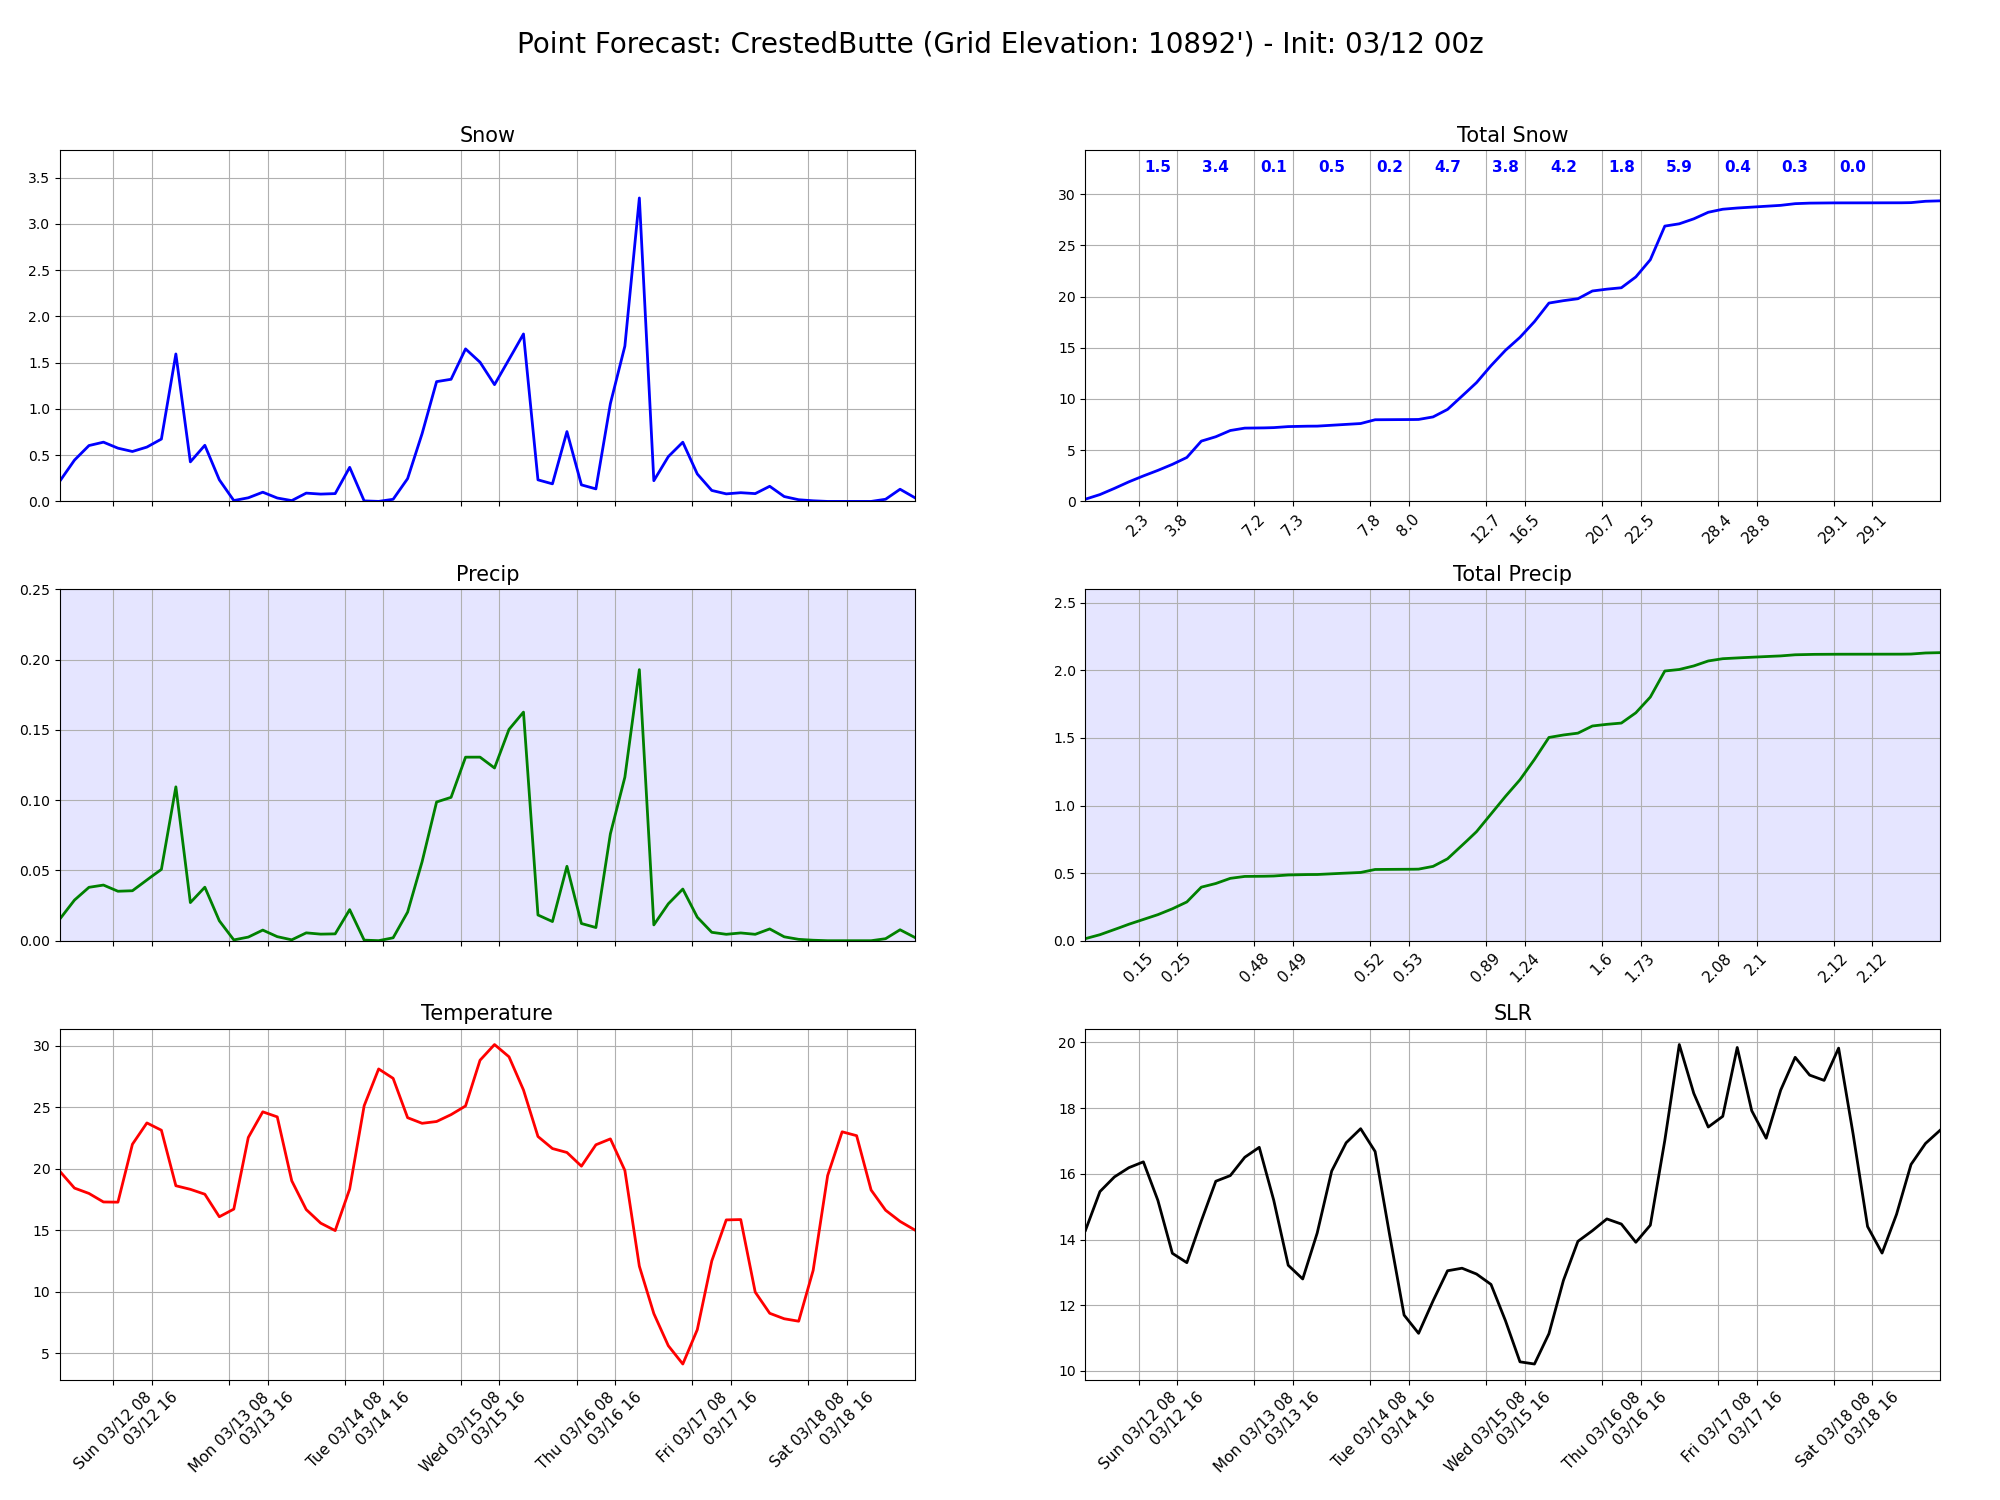 Point Forecast: CrestedButte (Grid Elevation: 10892') - Init: 03/12 00z
Snow
3.5
3.0
2.5
2.0
1.5
1.0
0.5
0.0
Total Snow
1.5 3.4 0.1 0.5 0.2 4.7 3.8 4.2 1.8 5.9 0.4 0.3 0.0
30
25
20
15
10
5
0
2.3 3.8 7.2 7.3 7.8 8.0 12.7 16.5 20.7 22.5 28.4 28.8 29.1 29.1
Precip
0.25
0.20
0.15
0.10
0.05
0.00
Total Precip
2.5
2.0
1.5
1.0
0.5
0.0
0.15 0.25 0.48 0.49 0.52 0.53 0.89 1.24 1.6 1.73 2.08 2.1 2.12 2.12
Temperature
30
25
20
15
10
5
Sun 03/12 08
03/12 16
Mon 03/13 08
03/13 16
Tue 03/14 08
03/14 16
Wed 03/15 08
03/15 16
Thu 03/16 08
03/16 16
Fri 03/17 08
03/17 16
Sat 03/18 08
03/18 16
SLR
20
18
16
14
12
10
Sun 03/12 08
03/12 16
Mon 03/13 08
03/13 16
Tue 03/14 08
03/14 16
Wed 03/15 08
03/15 16
Thu 03/16 08
03/16 16
Fri 03/17 08
03/17 16
Sat 03/18 08
03/18 16